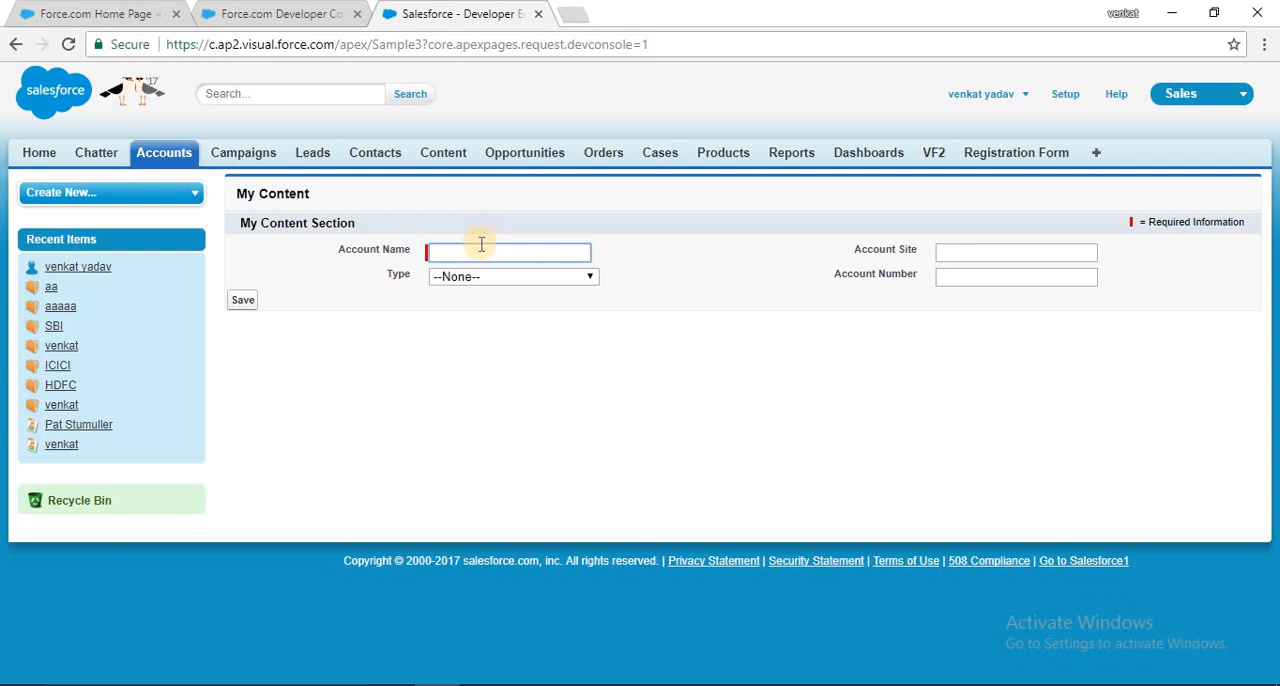 Force.com Home Page -
Force.com Developer Co
Salesforce - Developer E
venkat
Secure
https://c.ap2.visual.force.com/apex/Sample3?core.apexpages.request.devconsole=1
salesforce
'17
Search...
Search
venkat yadav
Setup
Help
Sales
Home
Chatter
Accounts
Campaigns
Leads
Contacts
Content
Opportunities
Orders
Cases
Products
Reports
Dashboards
VF2
Registration Form
+
Create New...
Recent Items
venkat yadav
aa
aaaaa
SBI
venkat
ICICI
HDFC
venkat
Pat Stumuller
venkat
Recycle Bin
My Content
My Content Section
= Required Information
Account Name
Account Site
Type
--None--
Account Number
Save
Copyright © 2000-2017 salesforce.com, inc. All rights reserved. | Privacy Statement | Security Statement | Terms of Use | 508 Compliance | Go to Salesforce1
Activate Windows
Go to Settings to activate Windows.